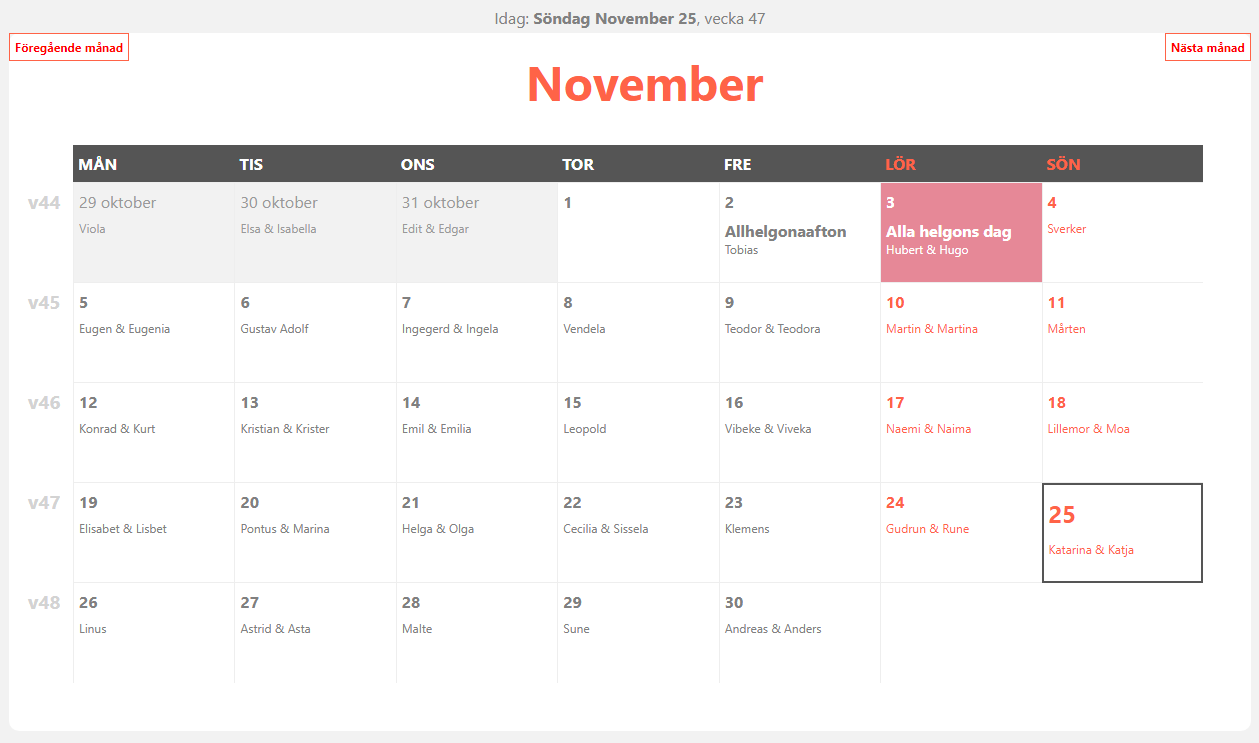 Idag: Söndag November 25, vecka 47
Föregående månad
Nästa månad
November
MÅN TIS ONS TOR FRE LÖR SÖN
v44 29 oktober 30 oktober 31 oktober 1 2 3 4
Allhelgonaafton Alla helgons dag
Viola Elsa & Isabella Edit & Edgar Tobias Hubert & Hugo Sverker
v45 5 6 7 8 9 10 11
Eugen & Eugenia Gustav Adolf Ingegerd & Ingela Vendela Teodor & Teodora Martin & Martina Mårten
v46 12 13 14 15 16 17 18
Konrad & Kurt Kristian & Krister Emil & Emilia Leopold Vibeke & Viveka Naemi & Naima Lillemor & Moa
v47 19 20 21 22 23 24 25
Elisabet & Lisbet Pontus & Marina Helga & Olga Cecilia & Sissela Klemens Gudrun & Rune Katarina & Katja
v48 26 27 28 29 30
Linus Astrid & Asta Malte Sune Andreas & Anders